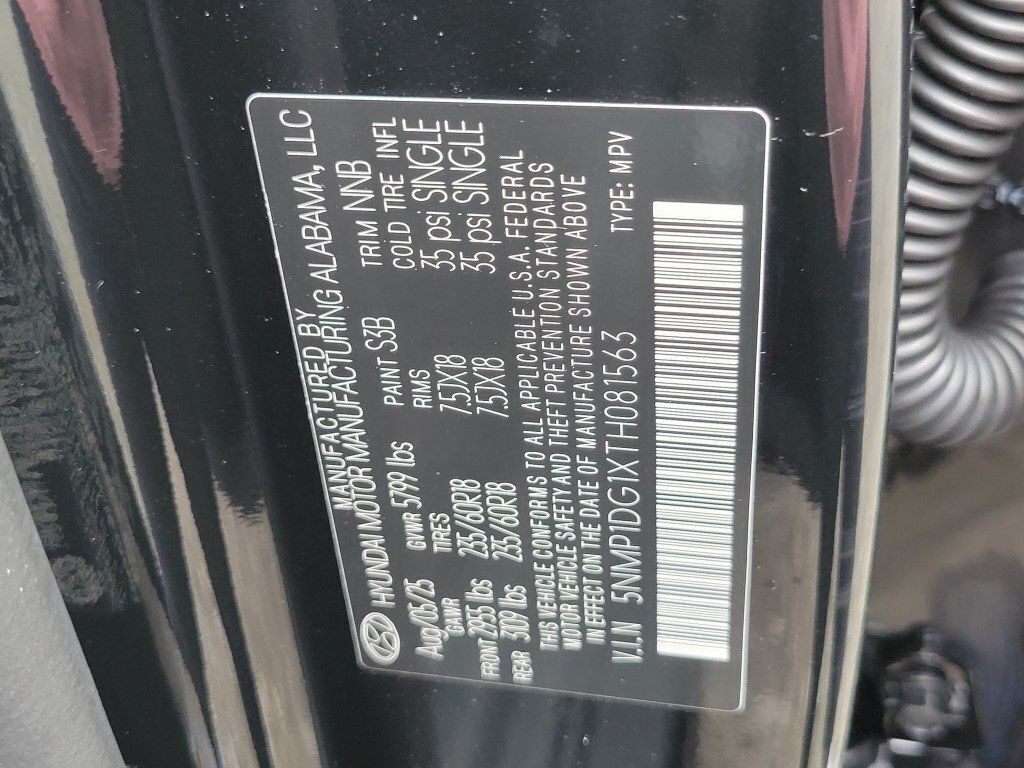 MANUFACTURED BY
HYUNDAI MOTOR MANUFACTURING ALABAMA, LLC
Aug/05/25 GVWR 5799 lbs PAINT S3B TRIM NNB
GAWR TIRES RIMS COLD TIRE INFL
FRONT 2955 lbs 235/60R18 7.5JX18 35 psi SINGLE
REAR 3091 lbs 235/60R18 7.5JX18 35 psi SINGLE
THIS VEHICLE CONFORMS TO ALL APPLICABLE U.S.A. FEDERAL
MOTOR VEHICLE SAFETY AND THEFT PREVENTION STANDARDS
IN EFFECT ON THE DATE OF MANUFACTURE SHOWN ABOVE
V.I.N 5NMP1DG1XTH081563 TYPE: MPV